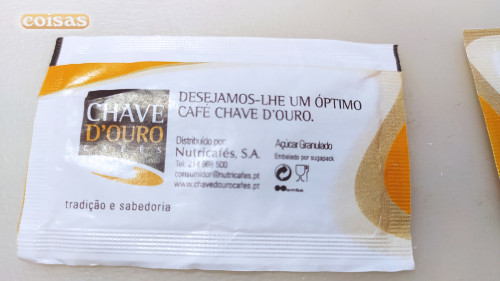 coisas
DESEJAMOS-LHE UM ÓPTIMO
CAFÉ CHAVE D'OURO.
CHAVE
D'OURO
CAFÉS
Distribuído por:
Nutricafés, S.A.
consumidor@nutricafes.pt
www.chavedourocafes.pt
Açúcar Granulado
Embalado por sugapack
tradição e sabedoria